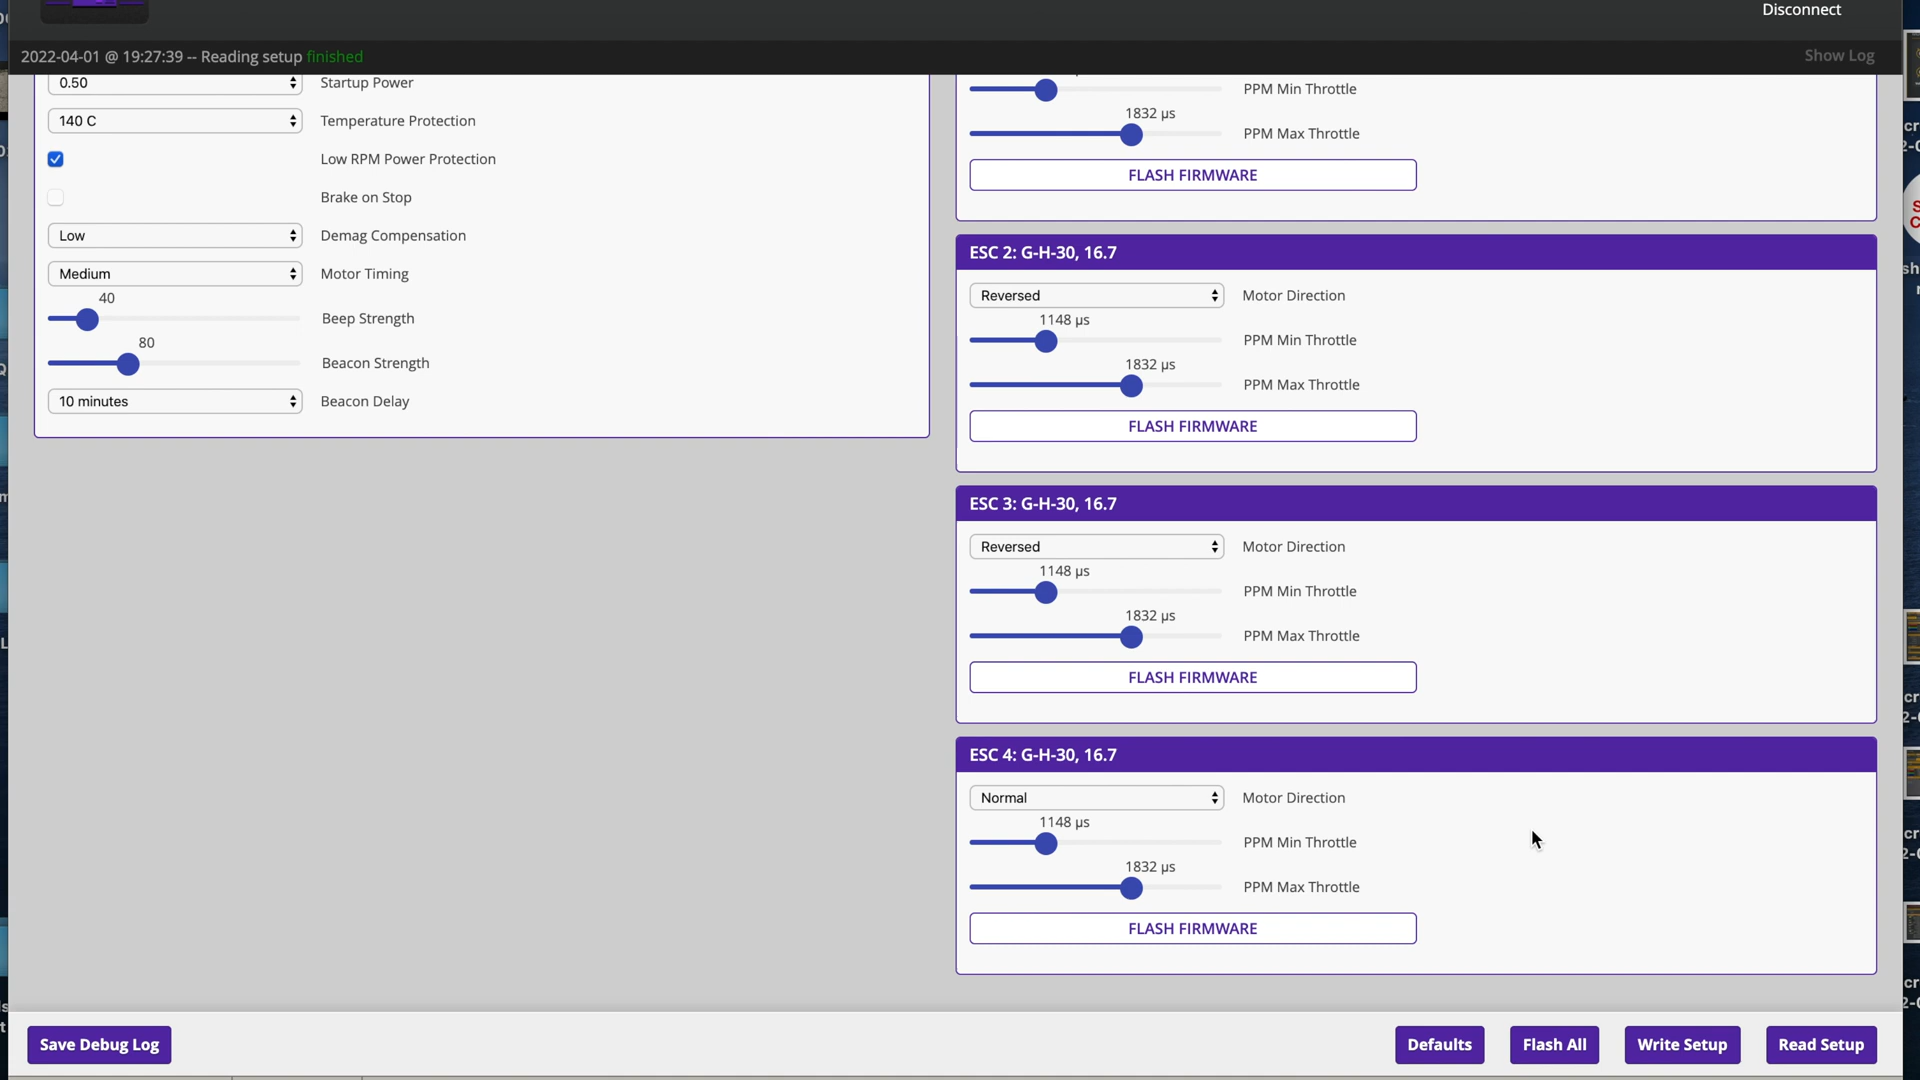 Disconnect
2022-04-01 @ 19:27:39 -- Reading setup finished
Show Log
0.50 Startup Power
140 C Temperature Protection
Low RPM Power Protection
Brake on Stop
Low Demag Compensation
Medium Motor Timing
40
Beep Strength
80
Beacon Strength
10 minutes Beacon Delay
PPM Min Throttle
1832 µs
PPM Max Throttle
FLASH FIRMWARE
ESC 2: G-H-30, 16.7
Reversed Motor Direction
1148 µs
PPM Min Throttle
1832 µs
PPM Max Throttle
FLASH FIRMWARE
ESC 3: G-H-30, 16.7
Reversed Motor Direction
1148 µs
PPM Min Throttle
1832 µs
PPM Max Throttle
FLASH FIRMWARE
ESC 4: G-H-30, 16.7
Normal Motor Direction
1148 µs
PPM Min Throttle
1832 µs
PPM Max Throttle
FLASH FIRMWARE
Save Debug Log
Defaults
Flash All
Write Setup
Read Setup